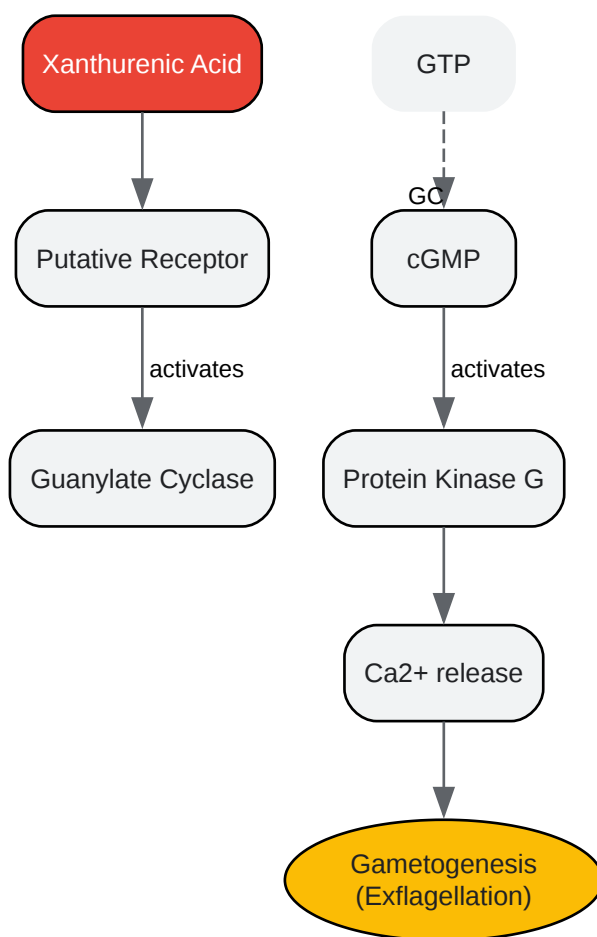 Xanthurenic Acid
GTP
GC
Putative Receptor
cGMP
activates
activates
Guanylate Cyclase
Protein Kinase G
Ca2+ release
Gametogenesis
(Exflagellation)